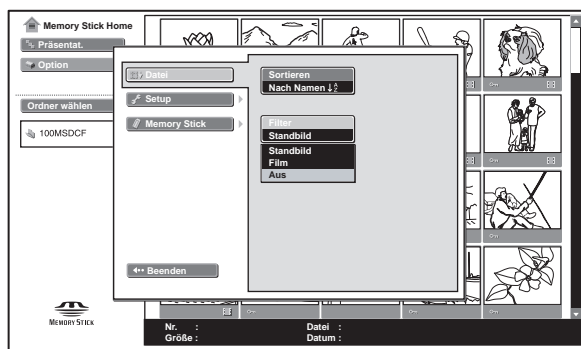 Memory Stick Home
Präsentat.
Option
Ordner wählen
100MSDCF
MEMORY STICK
Datei
Setup
Memory Stick
Beenden
Sortieren
Nach Namen
Filter
Standbild
Standbild
Film
Aus
Nr. :
Größe :
Datei :
Datum :